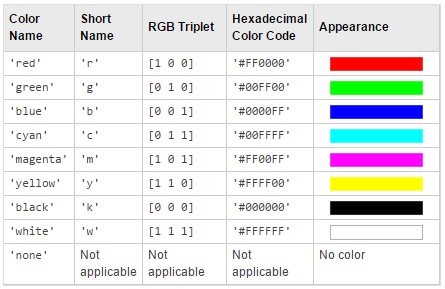 Color Name Short Name RGB Triplet Hexadecimal Color Code Appearance
'red' 'r' [1 0 0] '#FF0000'
'green' 'g' [0 1 0] '#00FF00'
'blue' 'b' [0 0 1] '#0000FF'
'cyan' 'c' [0 1 1] '#00FFFF'
'magenta' 'm' [1 0 1] '#FF00FF'
'yellow' 'y' [1 1 0] '#FFFF00'
'black' 'k' [0 0 0] '#000000'
'white' 'w' [1 1 1] '#FFFFFF'
'none' Not applicable Not applicable Not applicable No color